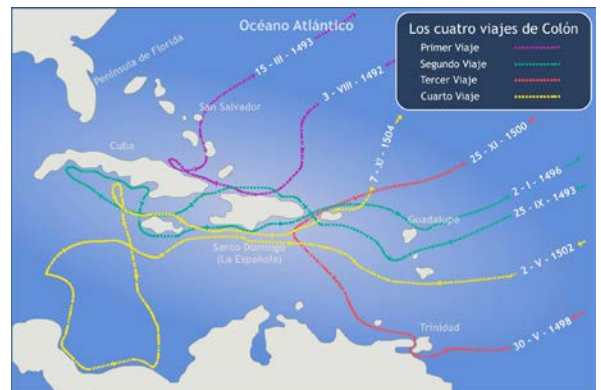 Océano Atlántico
Los cuatro viajes de Colón
Primer Viaje
Segundo Viaje
Tercer Viaje
Cuarto Viaje
Península de Florida
15 - III - 1493
3 - VIII - 1492
San Salvador
7 - XI - 1504
25 - XI - 1500
Cuba
2 - I - 1496
25 - IX - 1493
Guadalupe
Santo Domingo
(La Española)
2 - V - 1502
Trinidad
30 - V - 1498